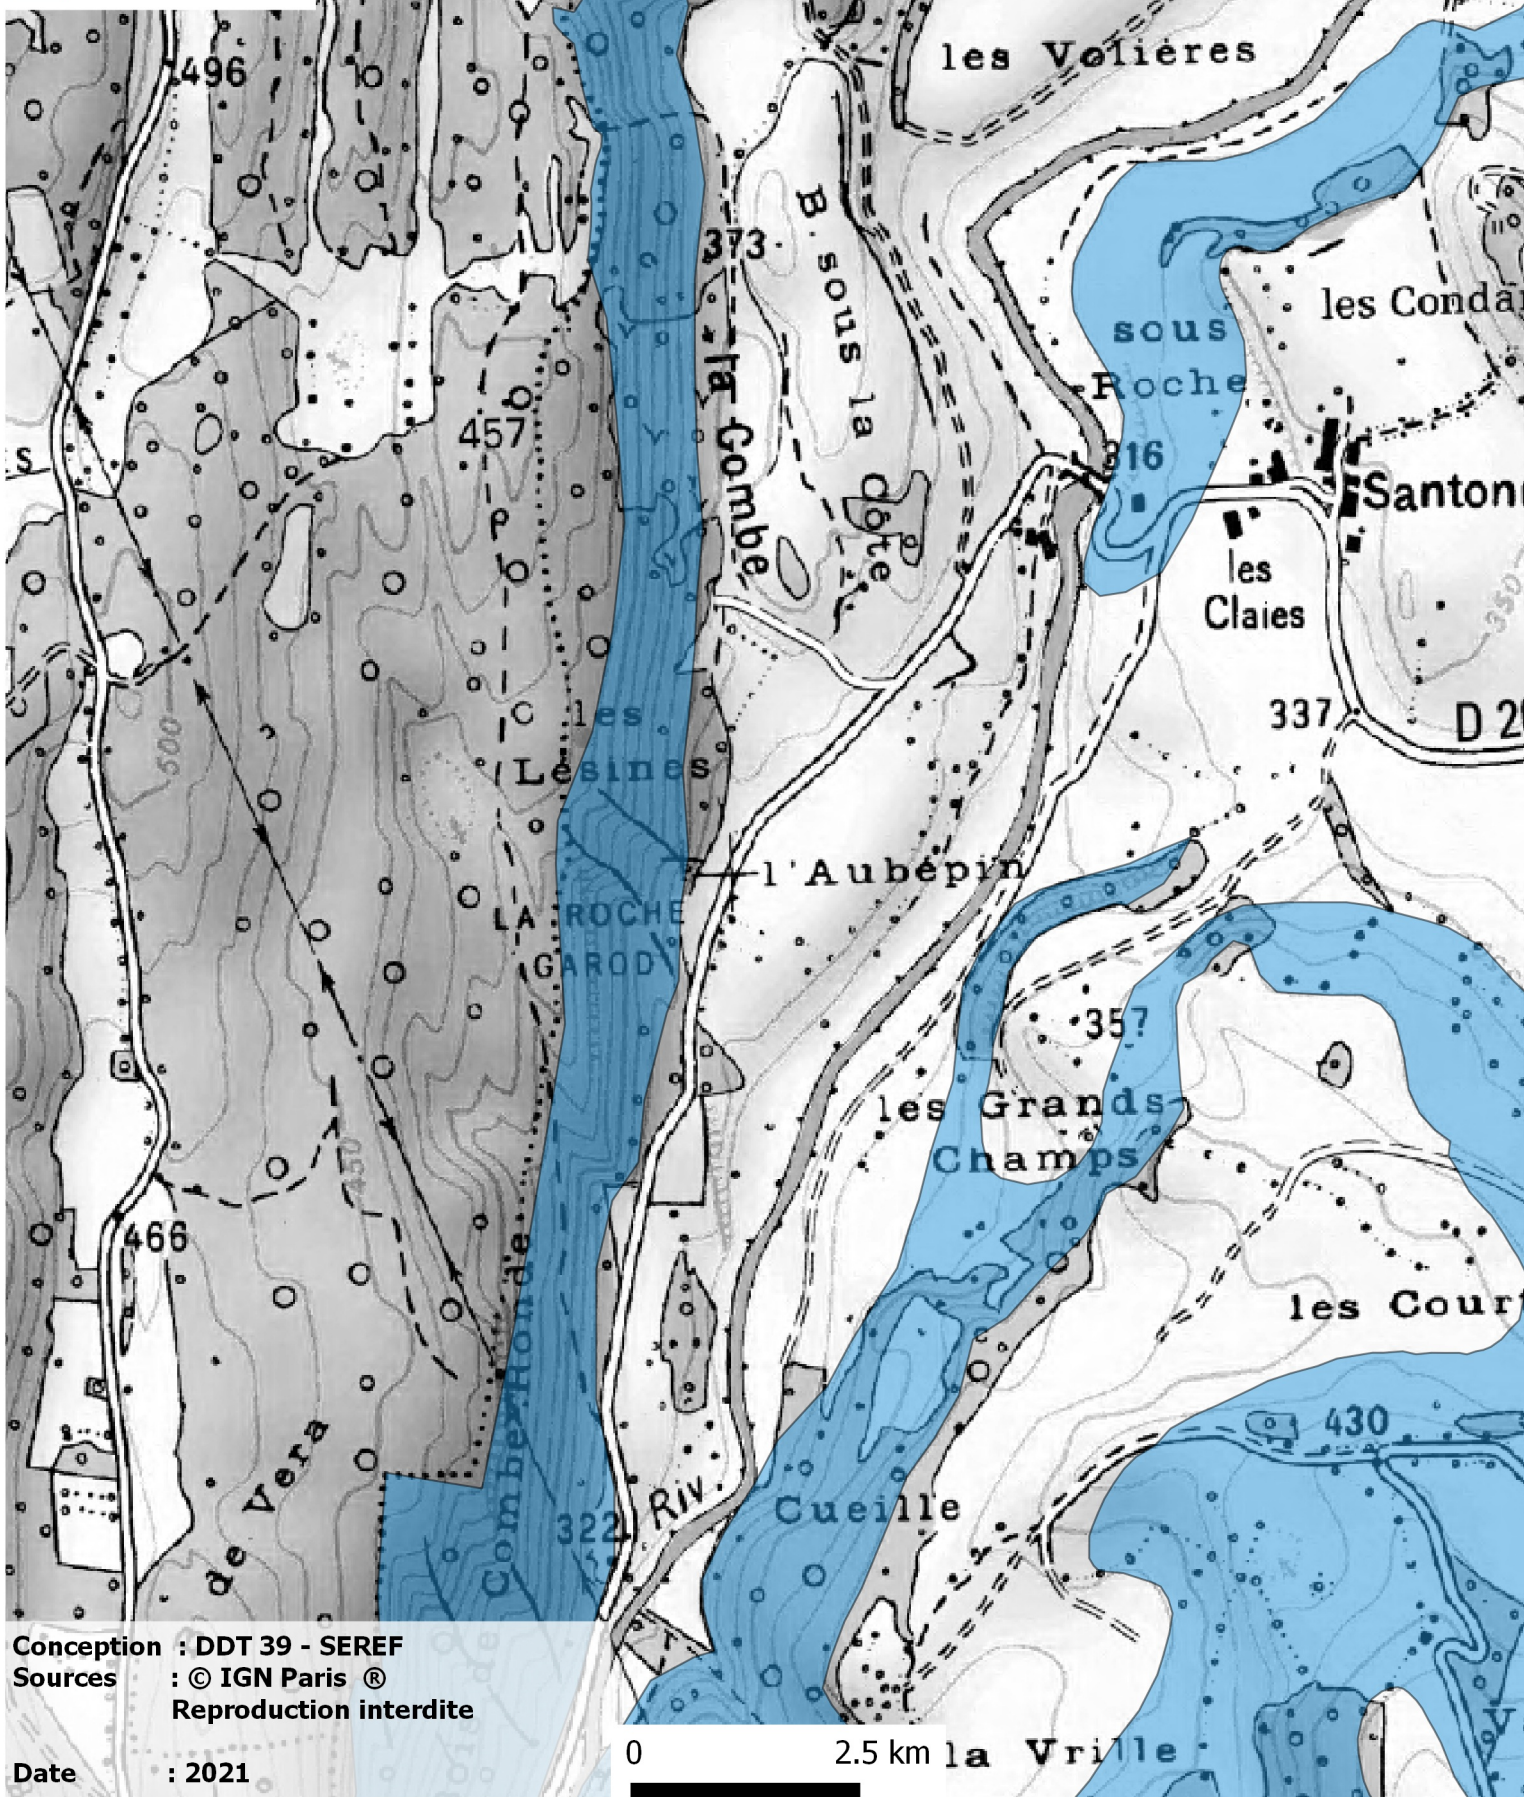 les Volières
496
B. sous la Côte
373
les Conda
sous
Roche
la Combe
457
316
S
Santon
les
Claies
350
les
Lésines
337
D 2
500
l'Aubépin
LA ROCHE
GAROD
357
les Grands
Champs
450
466
Combe Ronde
les Cour
430
de Vera
Riv
Cueille
322
Conception : DDT 39 - SEREF
Sources : © IGN Paris ®
Reproduction interdite
Date : 2021
0 2.5 km
la Vrille
V